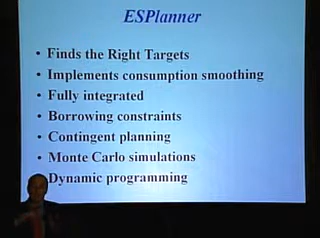 ESPlanner
• Finds the Right Targets
• Implements consumption smoothing
• Fully integrated
• Borrowing constraints
• Contingent planning
• Monte Carlo simulations
• Dynamic programming